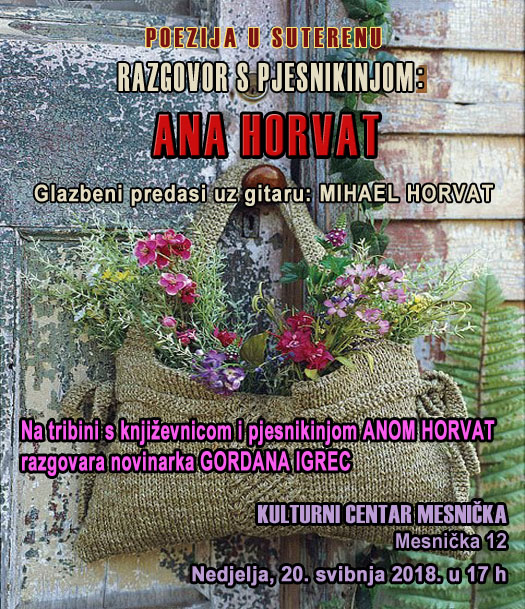 POEZIJA U SUTERENU
RAZGOVOR S PJESNIKINJOM:
ANA HORVAT
Glazbeni predasi uz gitaru: MIHAEL HORVAT
Na tribini s književnicom i pjesnikinjom ANOM HORVAT
razgovara novinarka GORDANA IGREC
KULTURNI CENTAR MESNIČKA
Mesnička 12
Nedjelja, 20. svibnja 2018. u 17 h